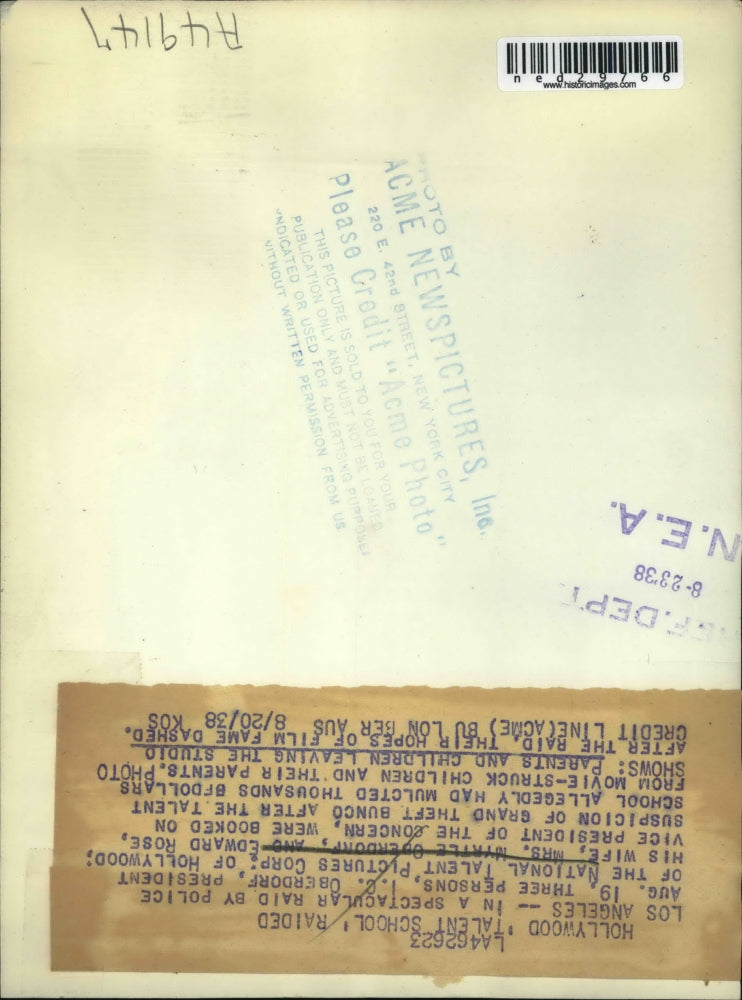 A49147
ned29766
www.historicimages.com
PHOTO BY
ACME NEWSPICTURES, Inc.
220 E. 42nd STREET, NEW YORK CITY
Please Credit "Acme Photo"
THIS PICTURE IS SOLD TO YOU FOR YOUR
PUBLICATION ONLY AND MUST NOT BE LOANED
SYNDICATED OR USED FOR ADVERTISING PURPOSES
WITHOUT WRITTEN PERMISSION FROM US.
REF. DEPT
8-23'38
N.E.A.
LA462623
HOLLYWOOD 'TALENT SCHOOL' RAIDED
LOS ANGELES -- IN A SPECTACULAR RAID BY POLICE
AUG. 19, THREE PERSONS, OBERDORF, PRESIDENT
OF THE NATIONAL TALENT PICTURES CORP. OF HOLLYWOOD;
HIS WIFE, MRS. MYRTLE OBERDORF, AND EDWARD ROSE,
VICE PRESIDENT OF THE CONCERN, WERE BOOKED ON
SUSPICION OF GRAND THEFT BUNCO AFTER THE TALENT
SCHOOL ALLEGEDLY HAD MULCTED THOUSANDS OFDOLLARS
FROM MOVIE-STRUCK CHILDREN AND THEIR PARENTS. PHOTO
SHOWS: PARENTS AND CHILDREN LEAVING THE STUDIO
AFTER THE RAID, THEIR HOPES OF FILM FAME DASHED.
CREDIT LINE(ACME) BU LON BER AUS 8/20/38 KOS